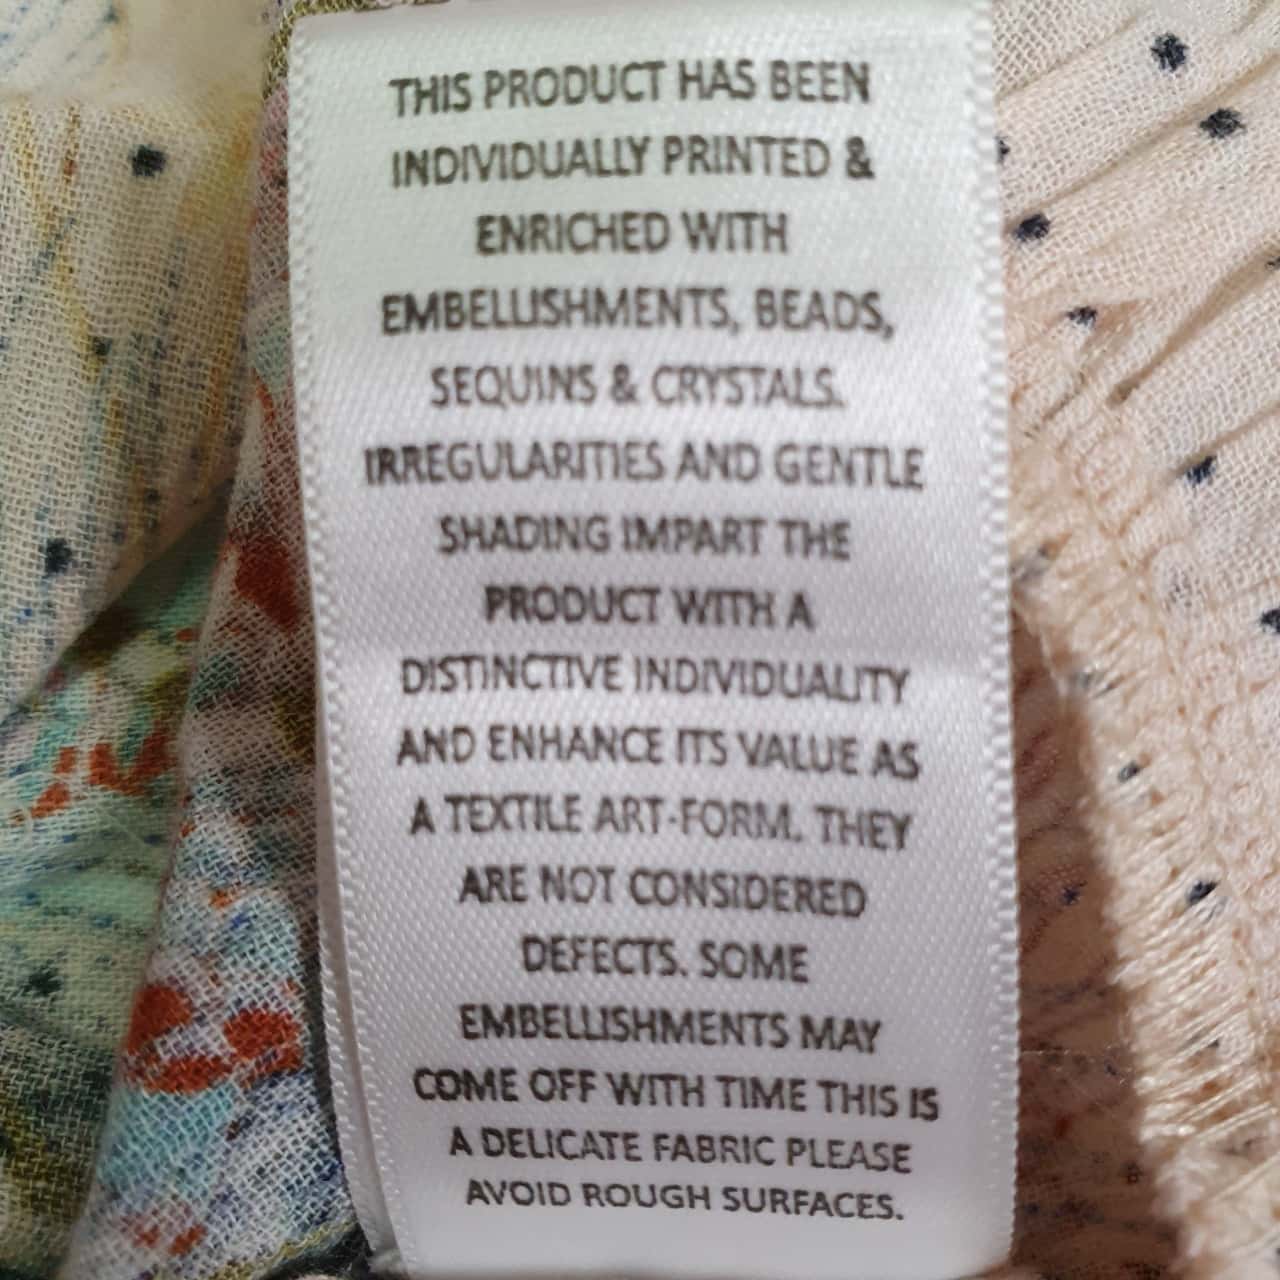 THIS PRODUCT HAS BEEN
INDIVIDUALLY PRINTED &
ENRICHED WITH
EMBELLISHMENTS, BEADS,
SEQUINS & CRYSTALS.
IRREGULARITIES AND GENTLE
SHADING IMPART THE
PRODUCT WITH A
DISTINCTIVE INDIVIDUALITY
AND ENHANCE ITS VALUE AS
A TEXTILE ART-FORM. THEY
ARE NOT CONSIDERED
DEFECTS. SOME
EMBELLISHMENTS MAY
COME OFF WITH TIME THIS IS
A DELICATE FABRIC PLEASE
AVOID ROUGH SURFACES.